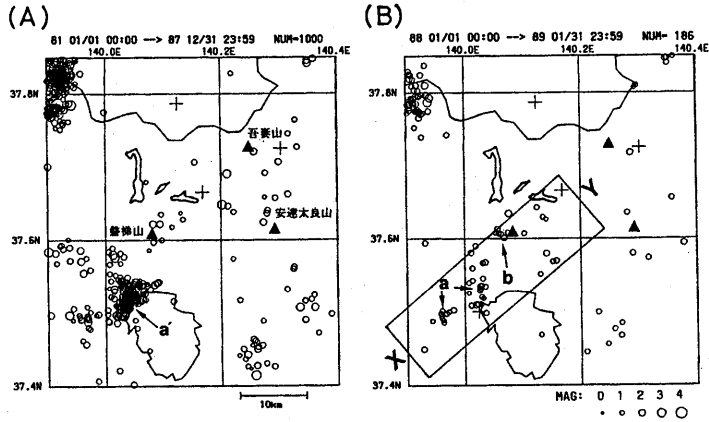 (A)
81 01/01 00:00 --> 87 12/31 23:59 NUM=1000
140.0E 140.2E 140.4E
37.8N
吾妻山
安達太良山
磐梯山
37.6N
a'
37.4N
10km
(B)
88 01/01 00:00 --> 89 01/31 23:59 NUM= 186
140.0E 140.2E 140.4E
37.8N
Y
37.6N
b
a
X
37.4N
MAG: 0 1 2 3 4